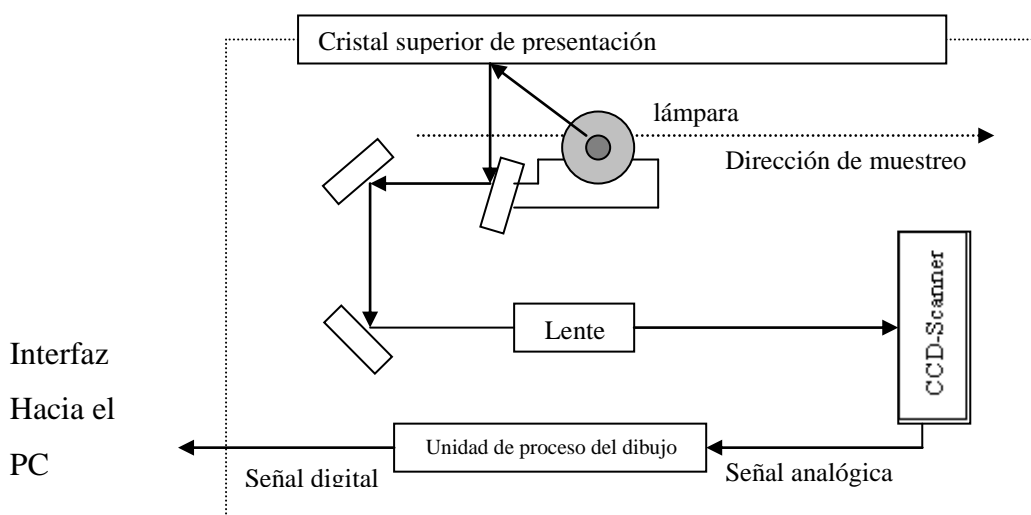 Cristal superior de presentación
lámpara
Dirección de muestreo
CCD-Scanner
Lente
Interfaz
Hacia el
PC
Unidad de proceso del dibujo
Señal digital
Señal analógica